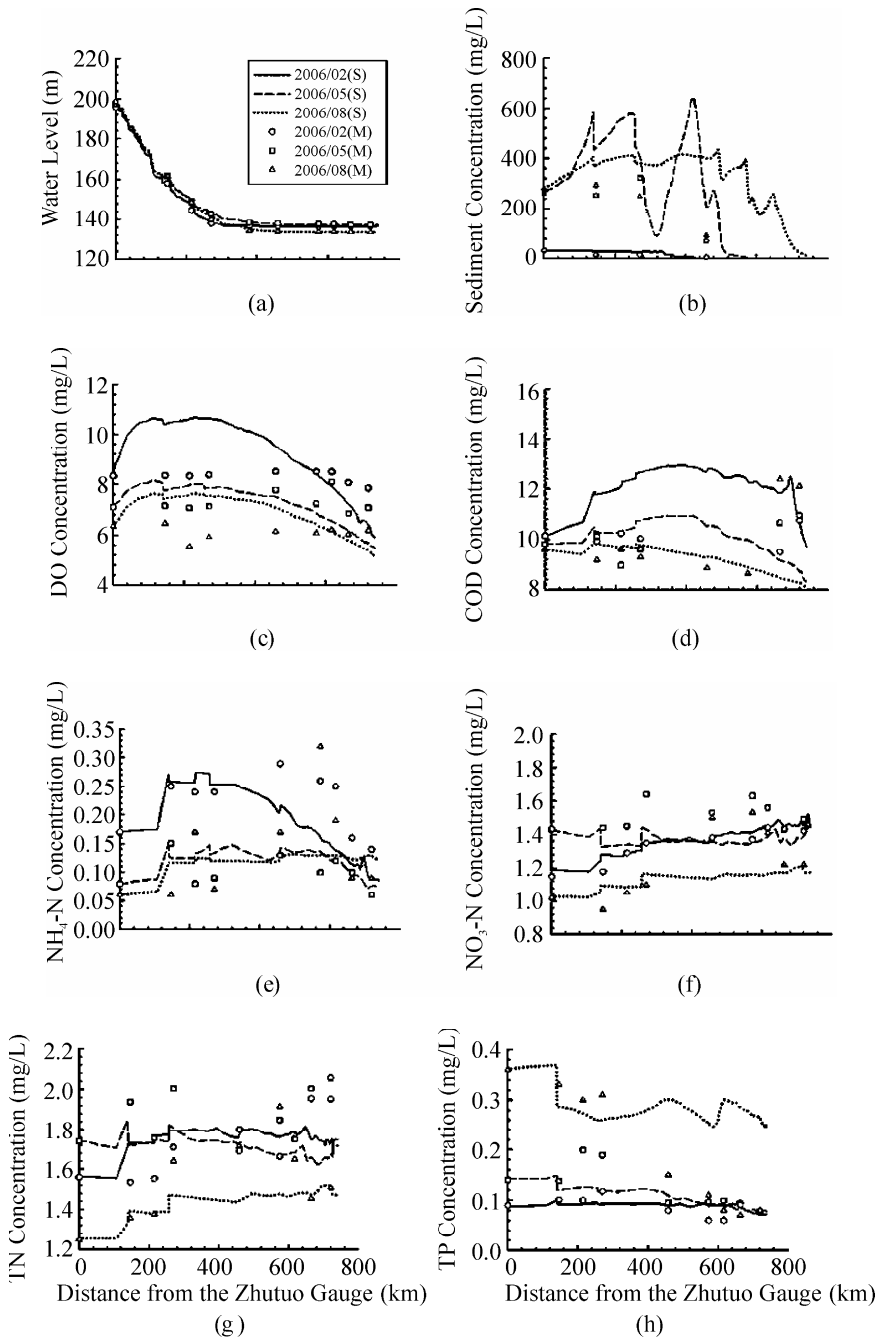 220
200
180
160
140
120
Water Level (m)
2006/02(S)
2006/05(S)
2006/08(S)
2006/02(M)
2006/05(M)
2006/08(M)
(a)
800
600
400
200
0
Sediment Concentration (mg/L)
(b)
12
10
8
6
4
DO Concentration (mg/L)
(c)
16
14
12
10
8
COD Concentration (mg/L)
(d)
0.35
0.30
0.25
0.20
0.15
0.10
0.05
0.00
NH₄-N Concentration (mg/L)
(e)
2.0
1.8
1.6
1.4
1.2
1.0
0.8
NO₃-N Concentration (mg/L)
(f)
2.2
2.0
1.8
1.6
1.4
1.2
TN Concentration (mg/L)
0 200 400 600 800
Distance from the Zhutuo Gauge (km)
(g)
0.4
0.3
0.2
0.1
0.0
TP Concentration (mg/L)
0 200 400 600 800
Distance from the Zhutuo Gauge (km)
(h)